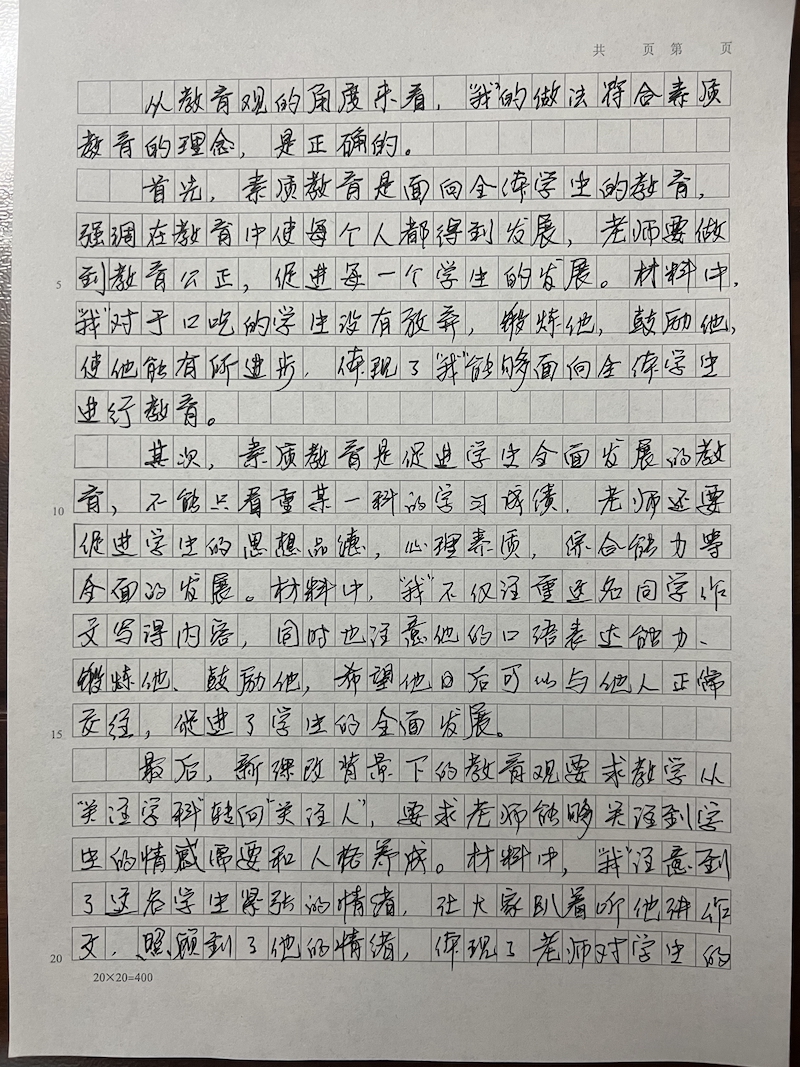 共 页 第 页
从教育观的角度来看，“我”的做法符合素质
教育的理念，是正确的。
首先，素质教育是面向全体学生的教育，
强调在教育中使每个人都得到发展，老师要做
5 到教育公正，促进每一个学生的发展。材料中，
“我”对于口吃的学生没有放弃，锻炼他，鼓励他，
使他能有所进步，体现了“我”能够面向全体学生
进行教育。
其次，素质教育是促进学生全面发展的教
10 育，不能只看重某一科的学习成绩，老师还要
促进学生的思想品德，心理素质，综合能力等
全面的发展。材料中，“我”不仅注重这名同学作
文写得内容，同时也注意他的口语表达能力、
锻炼他、鼓励他，希望他日后可以与他人正常
15 交往，促进了学生的全面发展。
最后，新课改背景下的教育观要求教学从
“关注学科”转向“关注人”，要求老师能够关注到学
生的情感需要和人格养成。材料中，“我”注意到
了这名学生紧张的情绪，让大家趴着听他讲作
20 文，照顾到了他的情绪，体现了老师对学生的
20×20=400